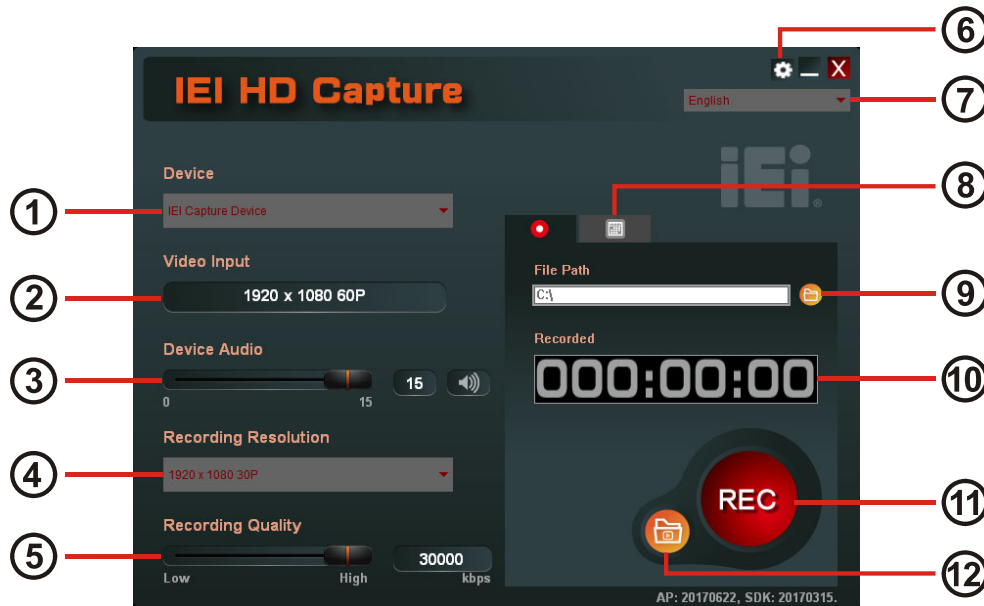 6
IEI HD Capture
X
English
7
iEi
®
Device
8
1
IEI Capture Device
Video Input
File Path
2
1920 x 1080 60P
C:\
9
Device Audio
Recorded
3
15
000:00:00
10
0
15
Recording Resolution
4
1920 x 1080 30P
REC
11
Recording Quality
5
30000
Low
High
kbps
12
AP: 20170622, SDK: 20170315.